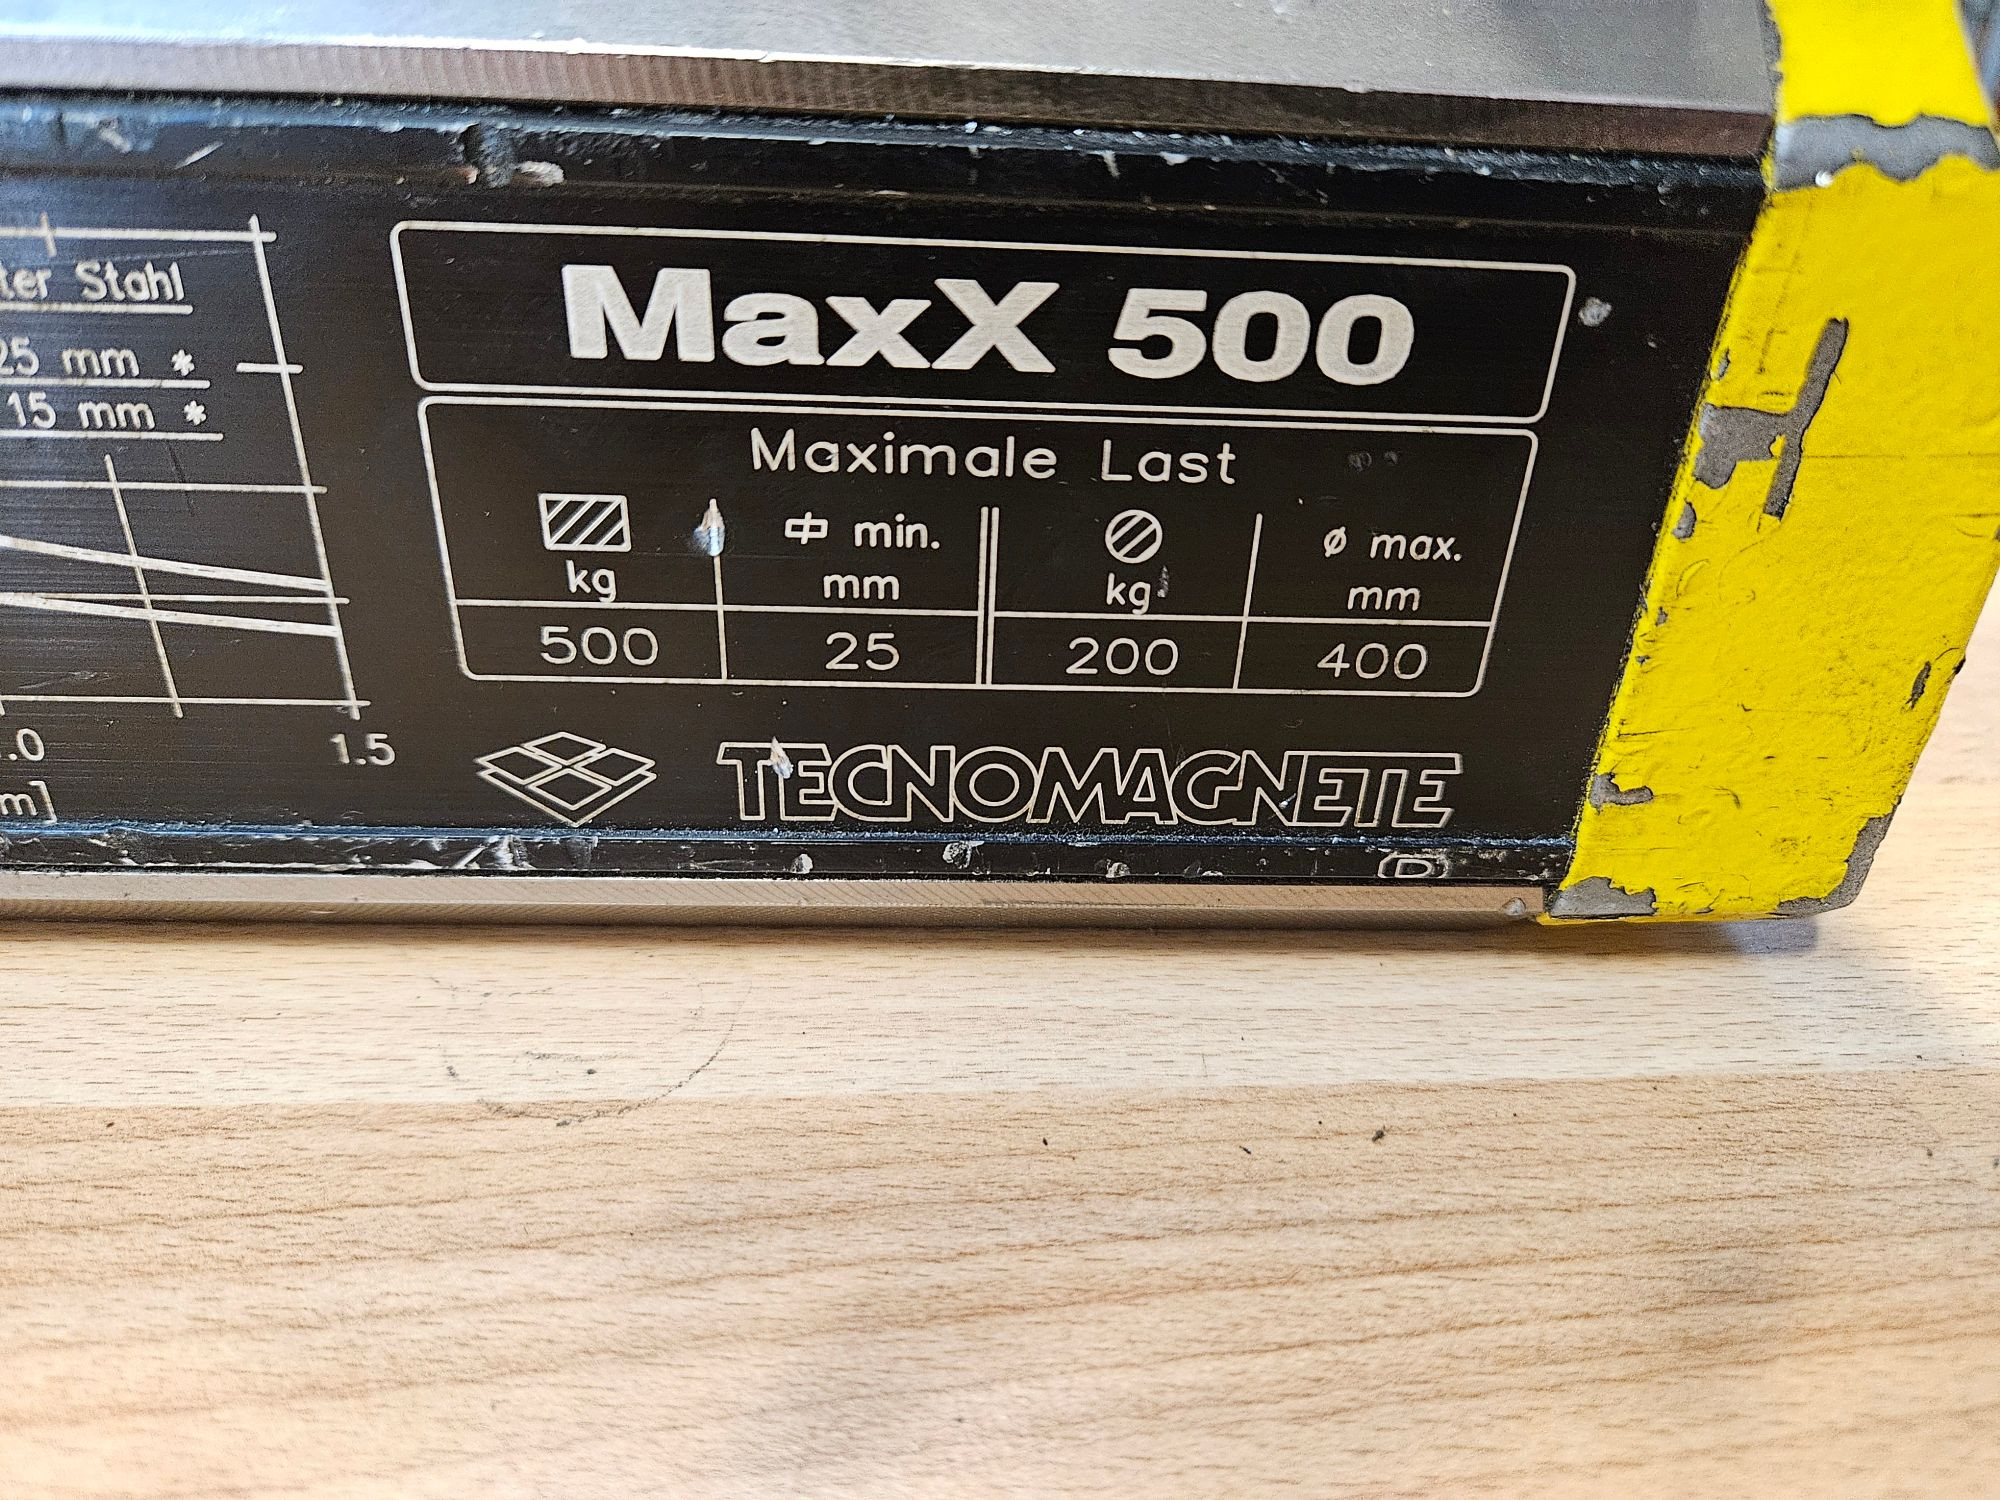 Stahl
25 mm *
15 mm *
1.5
MaxX 500
Maximale Last
kg
min.
mm
kg
ø max.
mm
500
25
200
400
TECNOMAGNETE
D